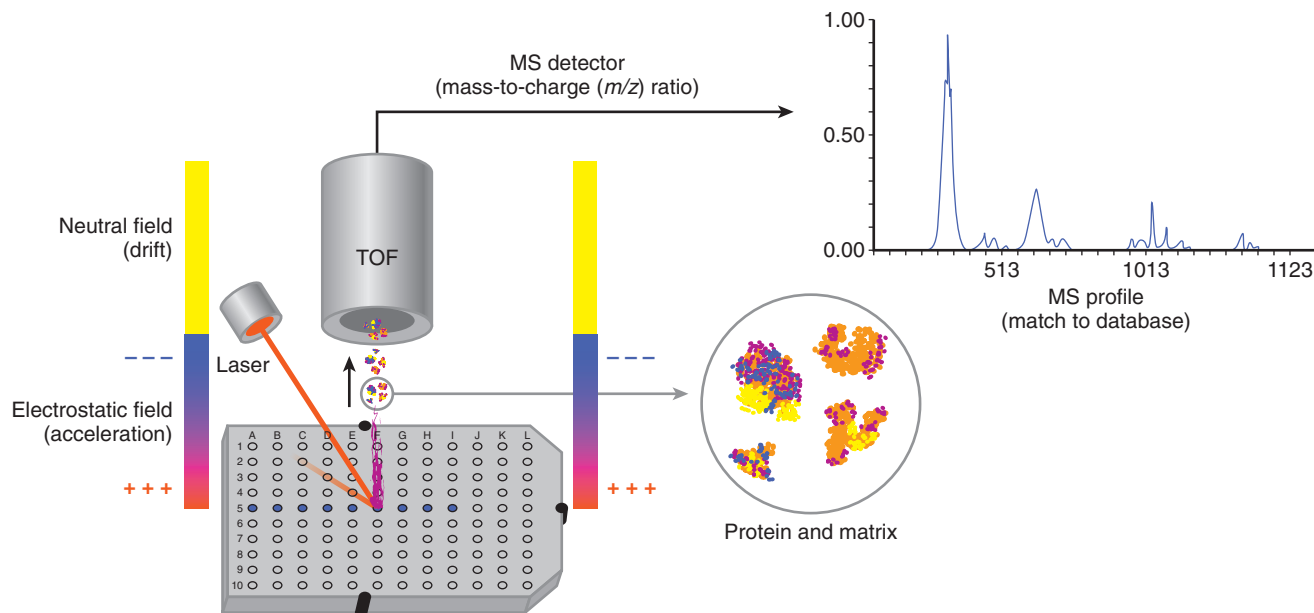 MS detector
(mass-to-charge (m/z) ratio)
1.00
0.50
0.00
513
1013
1123
MS profile
(match to database)
Neutral field
(drift)
TOF
– – –
– – –
Laser
Electrostatic field
(acceleration)
+ + +
+ + +
A B C D E F G H I J K L
1
2
3
4
5
6
7
8
9
10
Protein and matrix